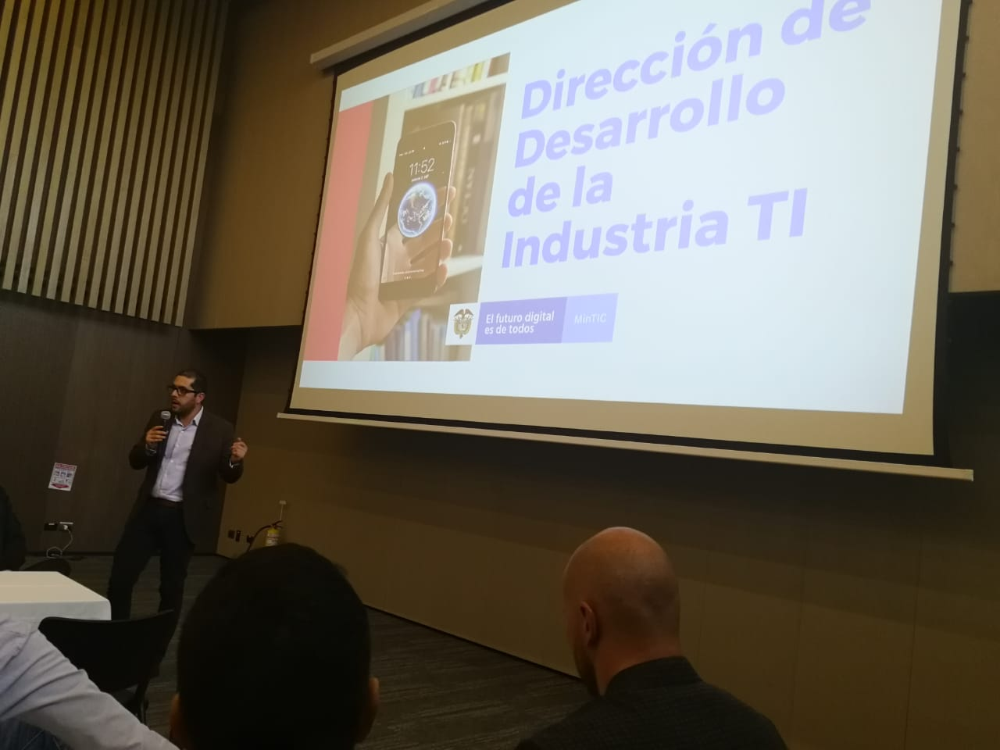 Dirección de
Desarrollo
de la
Industria TI
11:52
El futuro digital
es de todos
MinTIC